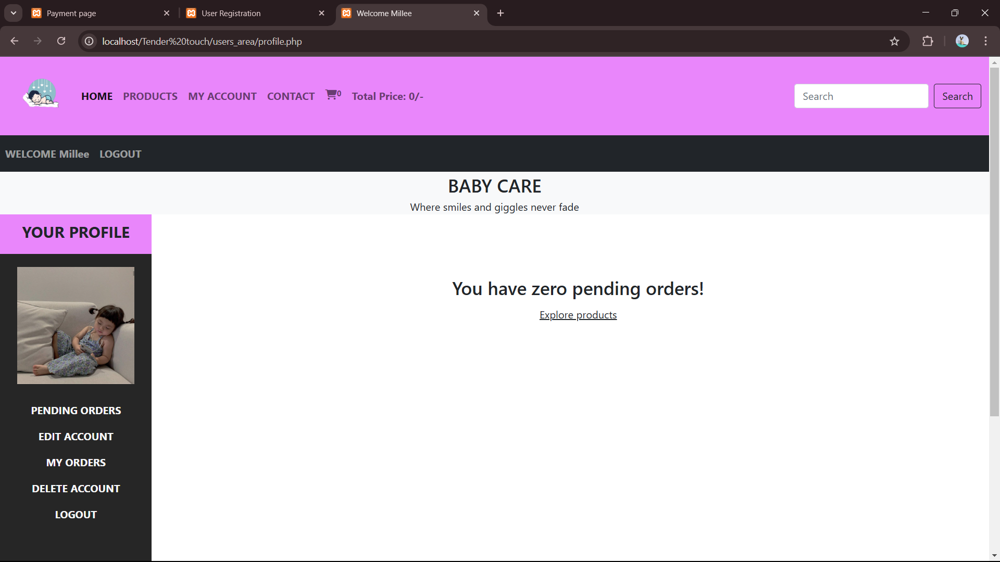 Payment page
User Registration
Welcome Millee
localhost/Tender%20touch/users_area/profile.php
HOME PRODUCTS MY ACCOUNT CONTACT 0 Total Price: 0/-
Search Search
WELCOME Millee LOGOUT
BABY CARE
Where smiles and giggles never fade
YOUR PROFILE
You have zero pending orders!
Explore products
PENDING ORDERS
EDIT ACCOUNT
MY ORDERS
DELETE ACCOUNT
LOGOUT